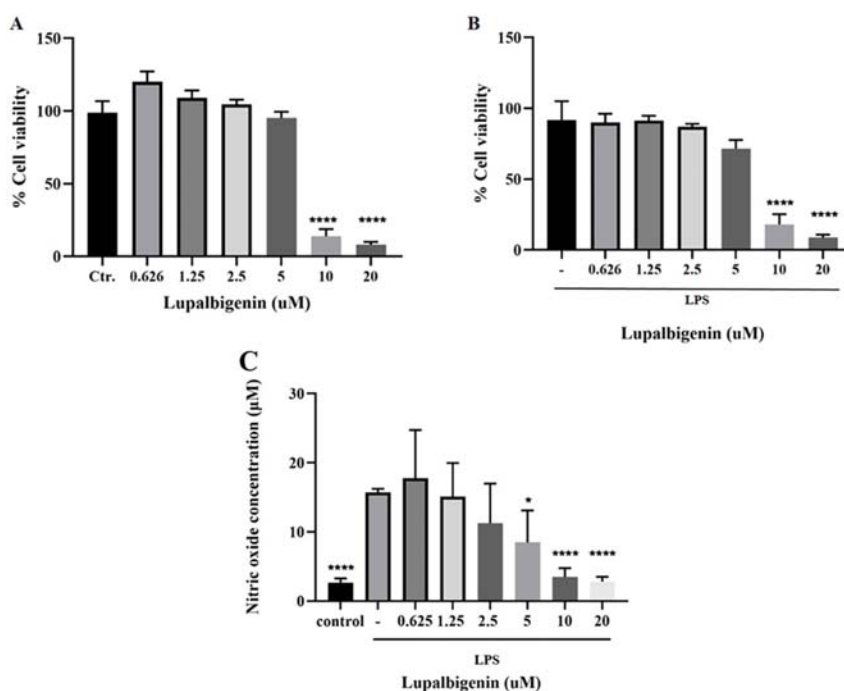 A
% Cell viability
150
100
50
0
**** ****
Ctr. 0.626 1.25 2.5 5 10 20
Lupalbigenin (uM)
B
% Cell viability
150
100
50
0
**** ****
- 0.626 1.25 2.5 5 10 20
LPS
Lupalbigenin (uM)
C
Nitric oxide concentration (µM)
30
20
10
0
**** * **** ****
control - 0.625 1.25 2.5 5 10 20
LPS
Lupalbigenin (uM)